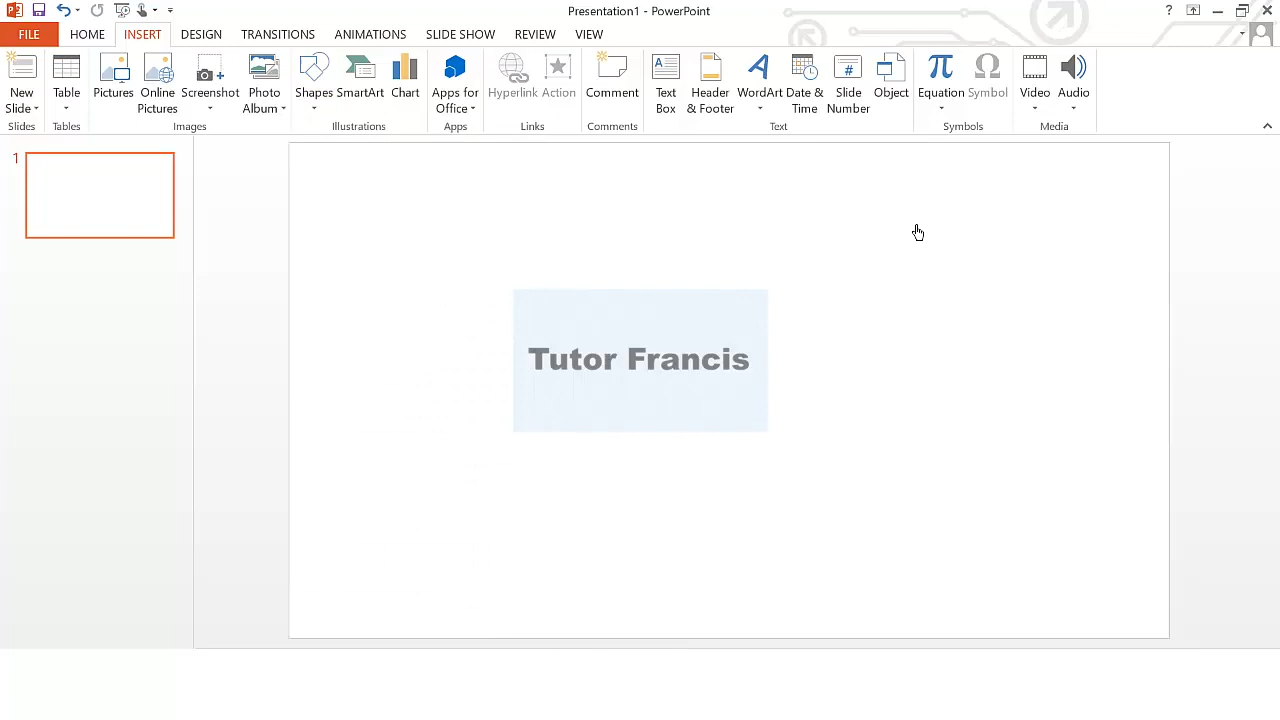 Presentation1 - PowerPoint
?
FILE HOME INSERT DESIGN TRANSITIONS ANIMATIONS SLIDE SHOW REVIEW VIEW
New Slide Table Pictures Online Pictures Screenshot Photo Album Shapes SmartArt Chart Apps for Office Hyperlink Action Comment Text Box Header & Footer WordArt Date & Time Slide Number Object Equation Symbol Video Audio
Slides Tables Images Illustrations Apps Links Comments Text Symbols Media
1
Tutor Francis